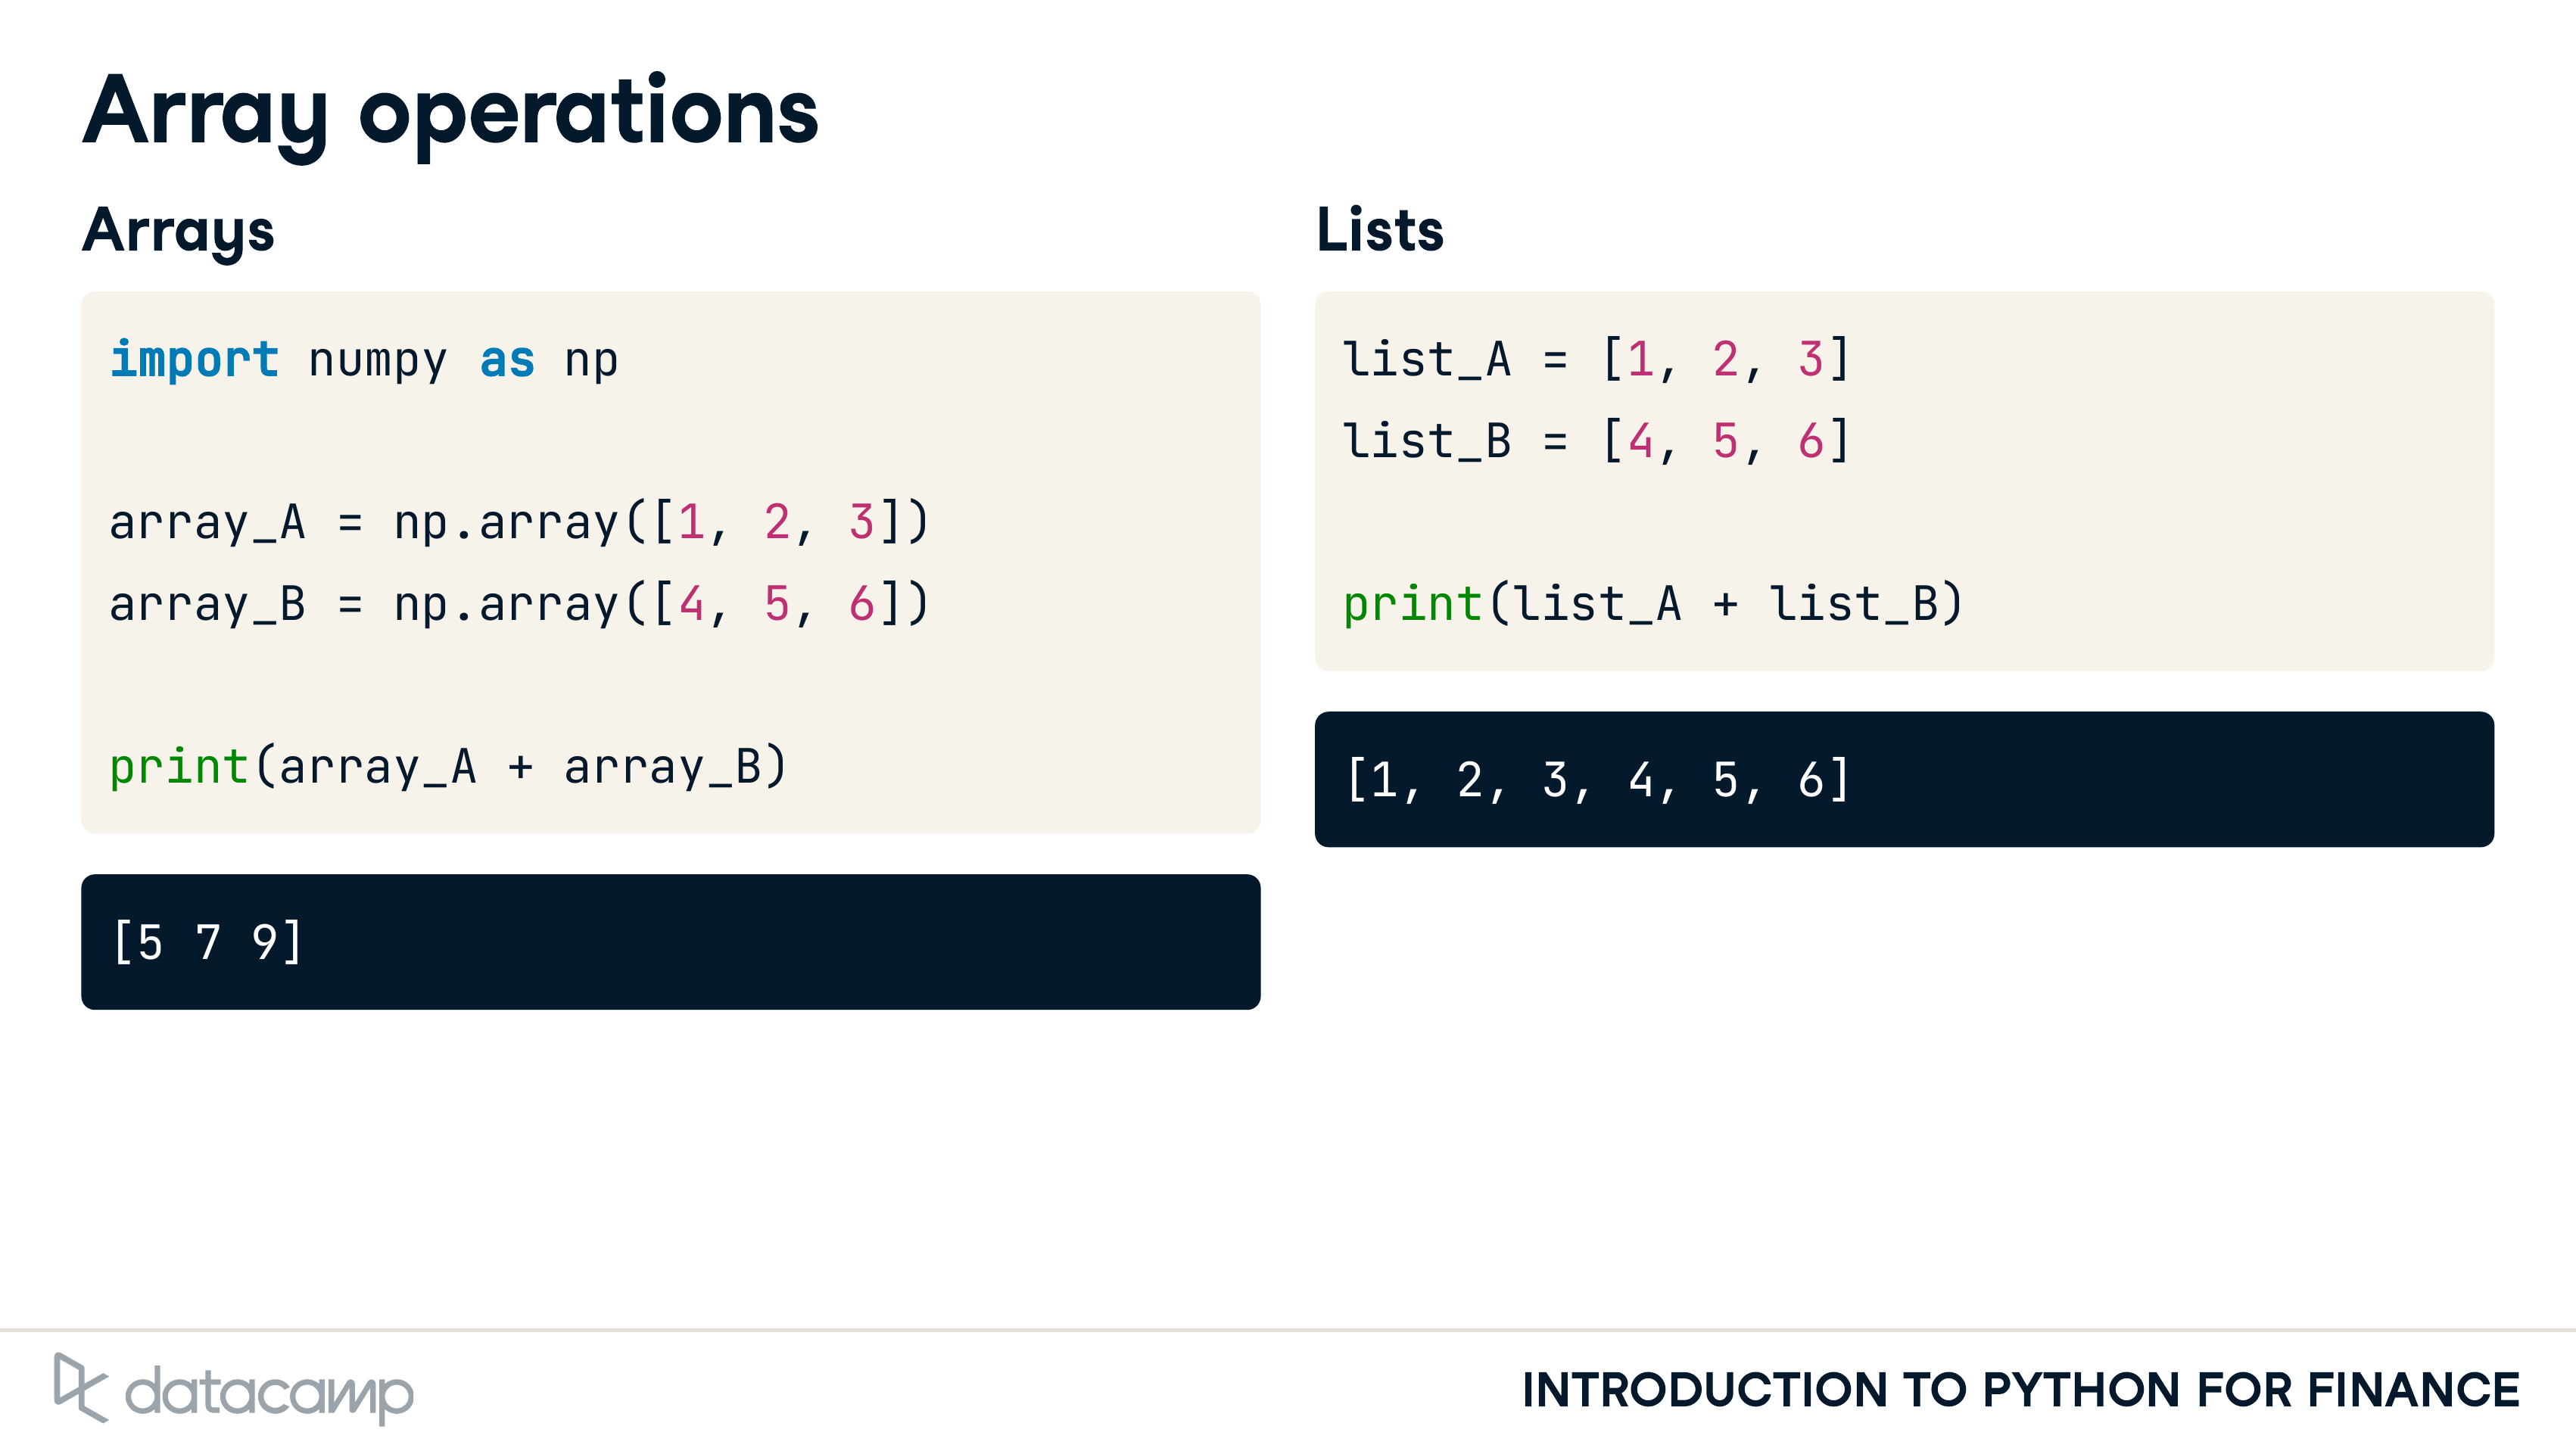 Array operations
Arrays
import numpy as np
array_A = np.array([1, 2, 3])
array_B = np.array([4, 5, 6])
print(array_A + array_B)
[5 7 9]
Lists
list_A = [1, 2, 3]
list_B = [4, 5, 6]
print(list_A + list_B)
[1, 2, 3, 4, 5, 6]
datacamp
INTRODUCTION TO PYTHON FOR FINANCE